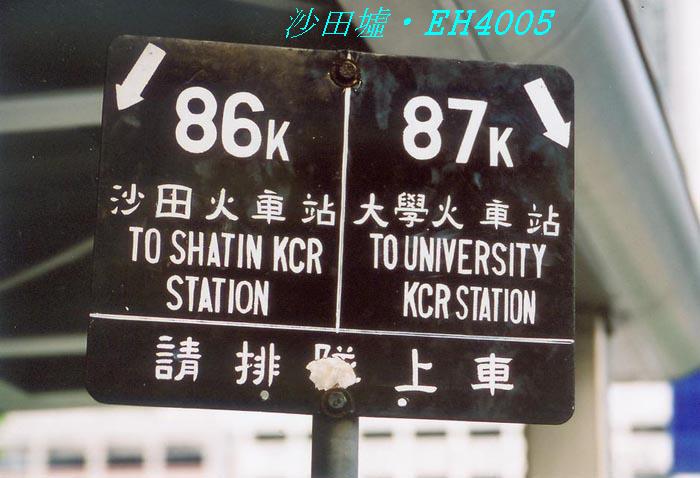 沙田墟・EH4005
86K
沙田火車站
TO SHATIN KCR
STATION
87K
大學火車站
TO UNIVERSITY
KCR STATION
請排隊上車